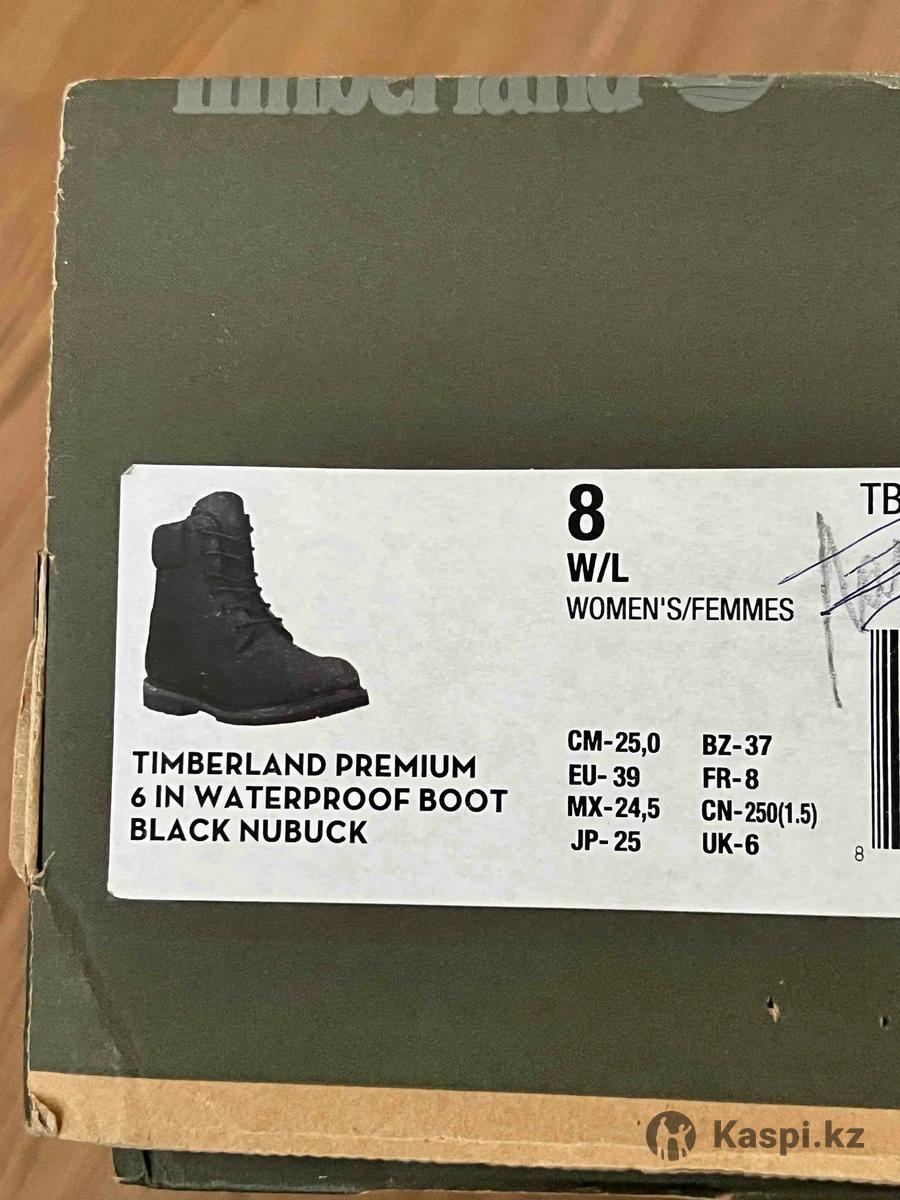 Timberland
8
W/L
WOMEN'S/FEMMES
TB
TIMBERLAND PREMIUM
6 IN WATERPROOF BOOT
BLACK NUBUCK
CM-25,0 BZ-37
EU-39 FR-8
MX-24,5 CN-250(1.5)
JP-25 UK-6
8
Kaspi.kz